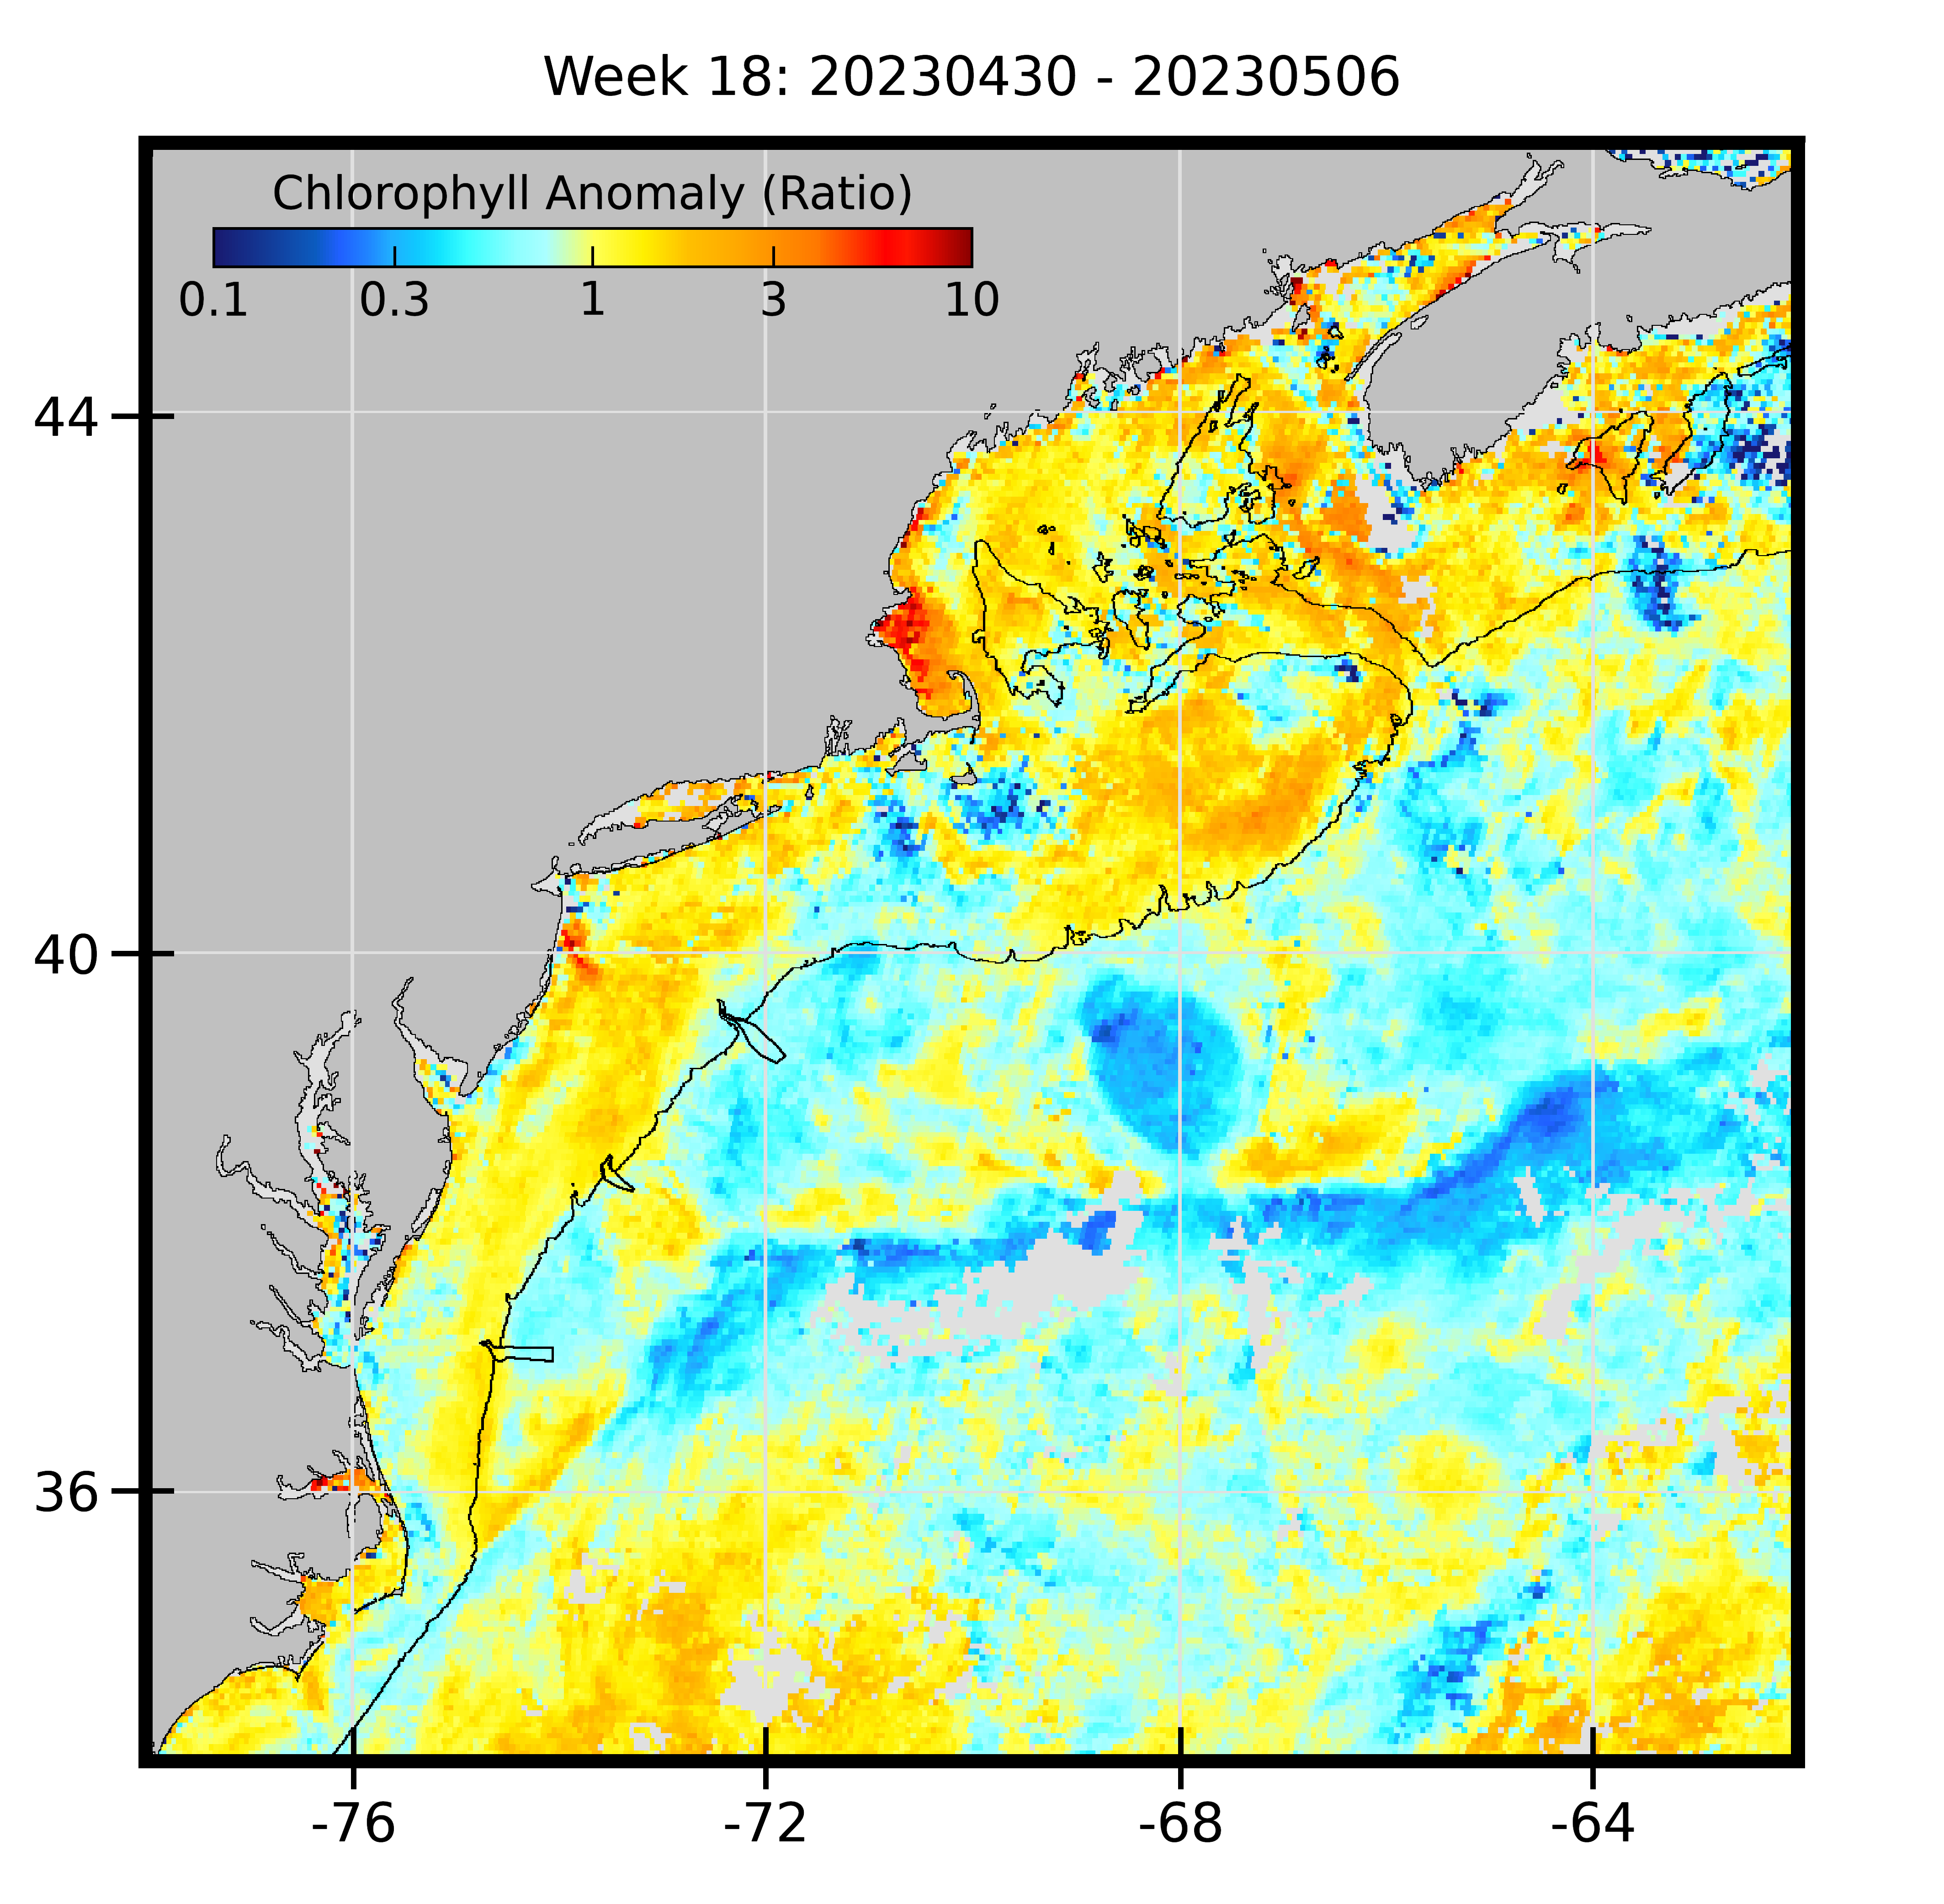 Week 18: 20230430 - 20230506
Chlorophyll Anomaly (Ratio)
0.1 0.3 1 3 10
44
40
36
-76 -72 -68 -64